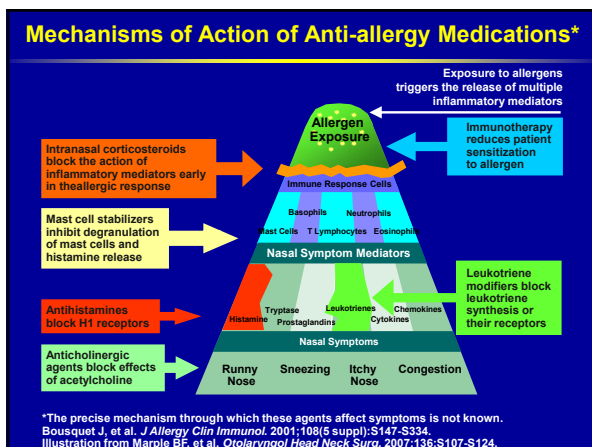 Mechanisms of Action of Anti-allergy Medications*
Exposure to allergens
triggers the release of multiple
inflammatory mediators
Allergen
Exposure
Immunotherapy
reduces patient
sensitization
to allergen
Intranasal corticosteroids
block the action of
inflammatory mediators early
in theallergic response
Immune Response Cells
Basophils
Neutrophils
Mast Cells
T Lymphocytes
Eosinophils
Mast cell stabilizers
inhibit degranulation
of mast cells and
histamine release
Nasal Symptom Mediators
Leukotriene
modifiers block
leukotriene
synthesis or
their receptors
Tryptase
Leukotrienes
Chemokines
Histamine
Prostaglandins
Cytokines
Antihistamines
block H1 receptors
Nasal Symptoms
Anticholinergic
agents block effects
of acetylcholine
Runny
Nose
Sneezing
Itchy
Nose
Congestion
*The precise mechanism through which these agents affect symptoms is not known.
Bousquet J, et al. J Allergy Clin Immunol. 2001;108(5 suppl):S147-S334.
Illustration from Marple BF, et al. Otolaryngol Head Neck Surg. 2007;136:S107-S124.